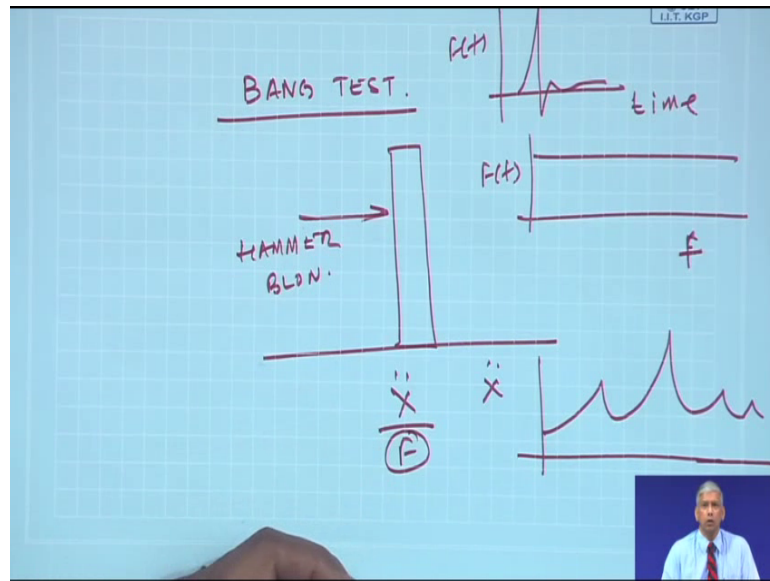 I.I.T. KGP
F(t)
BANG TEST.
time
F(t)
HAMMER
BLOW.
f
Ẍ
Ẍ
F